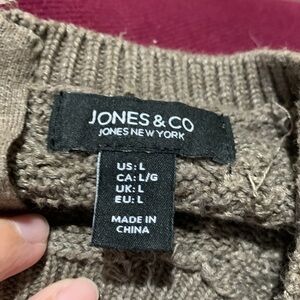 JONES & CO
JONES NEW YORK
US: L
CA: L/G
UK: L
EU: L
MADE IN
CHINA